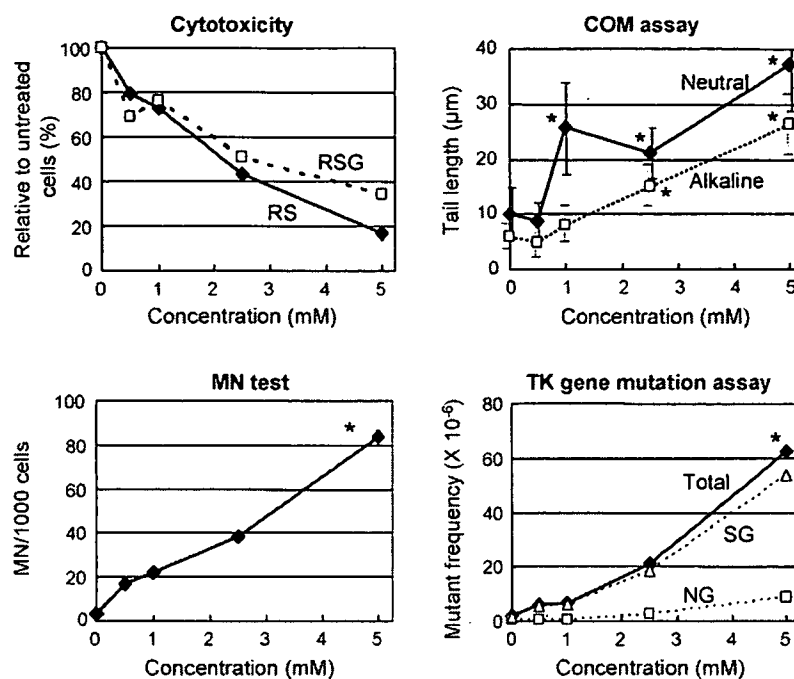 Cytotoxicity
Relative to untreated
cells (%)
100
80
60
40
20
0
RSG
RS
0 1 2 3 4 5
Concentration (mM)
COM assay
Tail length (µm)
40
30
20
10
0
*
*
*
*
*
Neutral
Alkaline
0 1 2 3 4 5
Concentration (mM)
MN test
MN/1000 cells
100
80
60
40
20
0
*
0 1 2 3 4 5
Concentration (mM)
TK gene mutation assay
Mutant frequency (X 10-6)
80
60
40
20
0
*
Total
SG
NG
0 1 2 3 4 5
Concentration (mM)